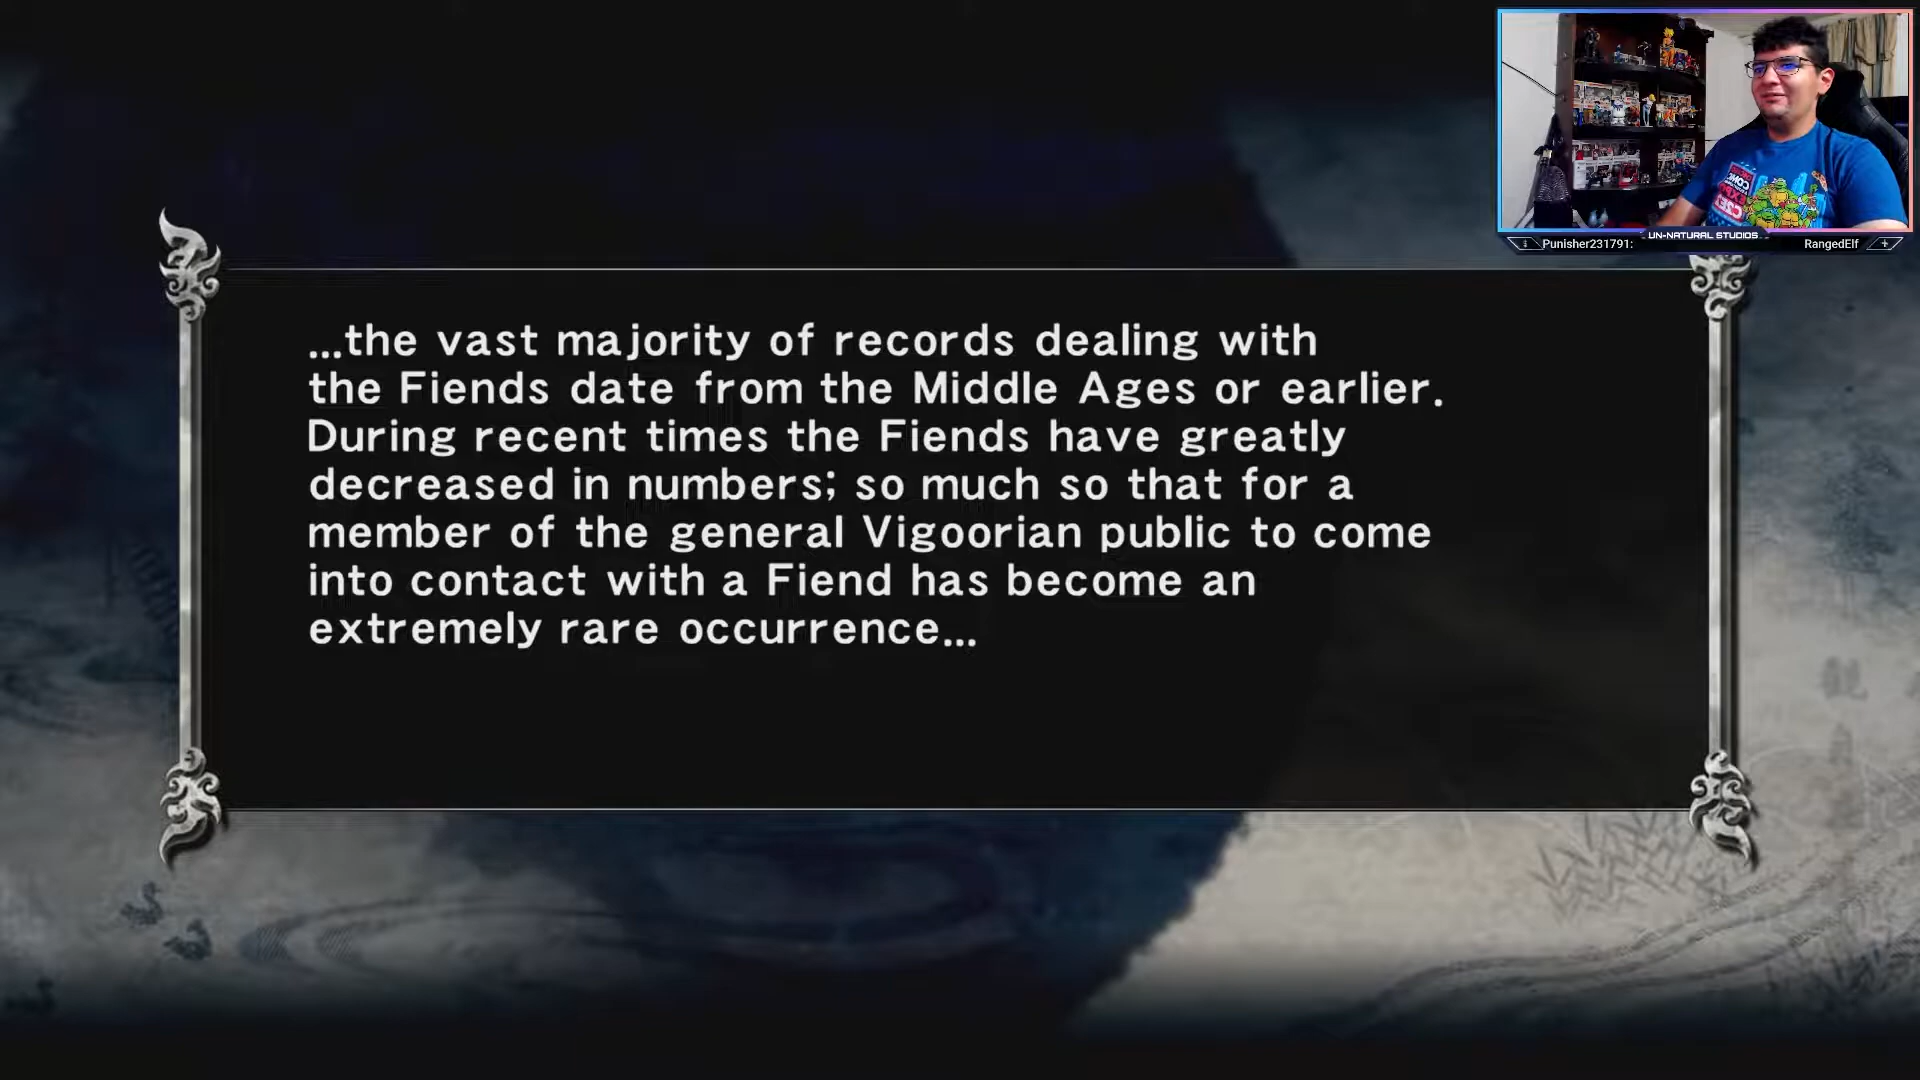 UN-NATURAL STUDIOS
Punisher231791: RangedElf
...the vast majority of records dealing with
the Fiends date from the Middle Ages or earlier.
During recent times the Fiends have greatly
decreased in numbers; so much so that for a
member of the general Vigoorian public to come
into contact with a Fiend has become an
extremely rare occurrence...